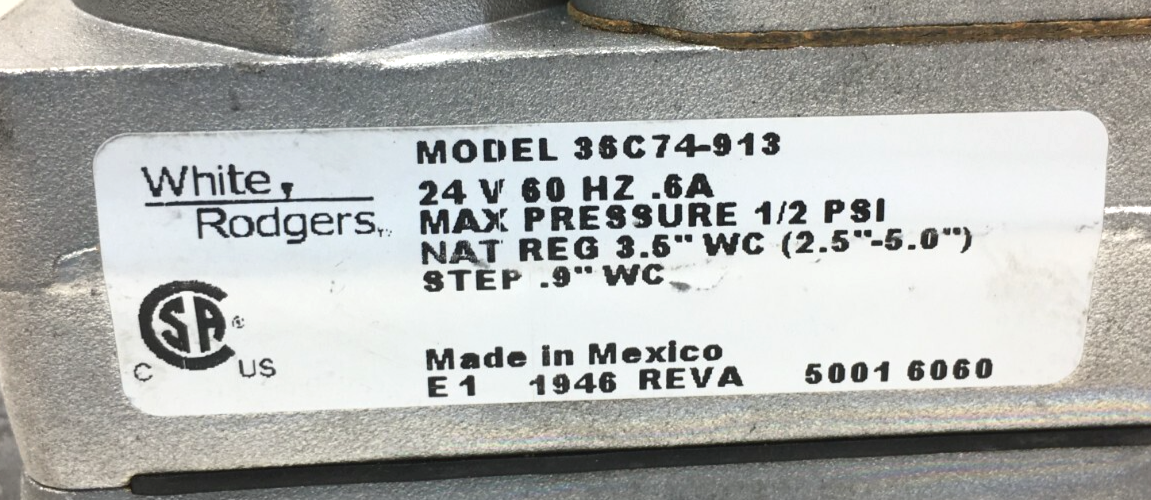 White
Rodgers
MODEL 36C74-913
24 V 60 HZ .6A
MAX PRESSURE 1/2 PSI
NAT REG 3.5" WC (2.5"-5.0")
STEP .9" WC
CSA®
C US
Made in Mexico
E1 1946 REVA 5001 6060